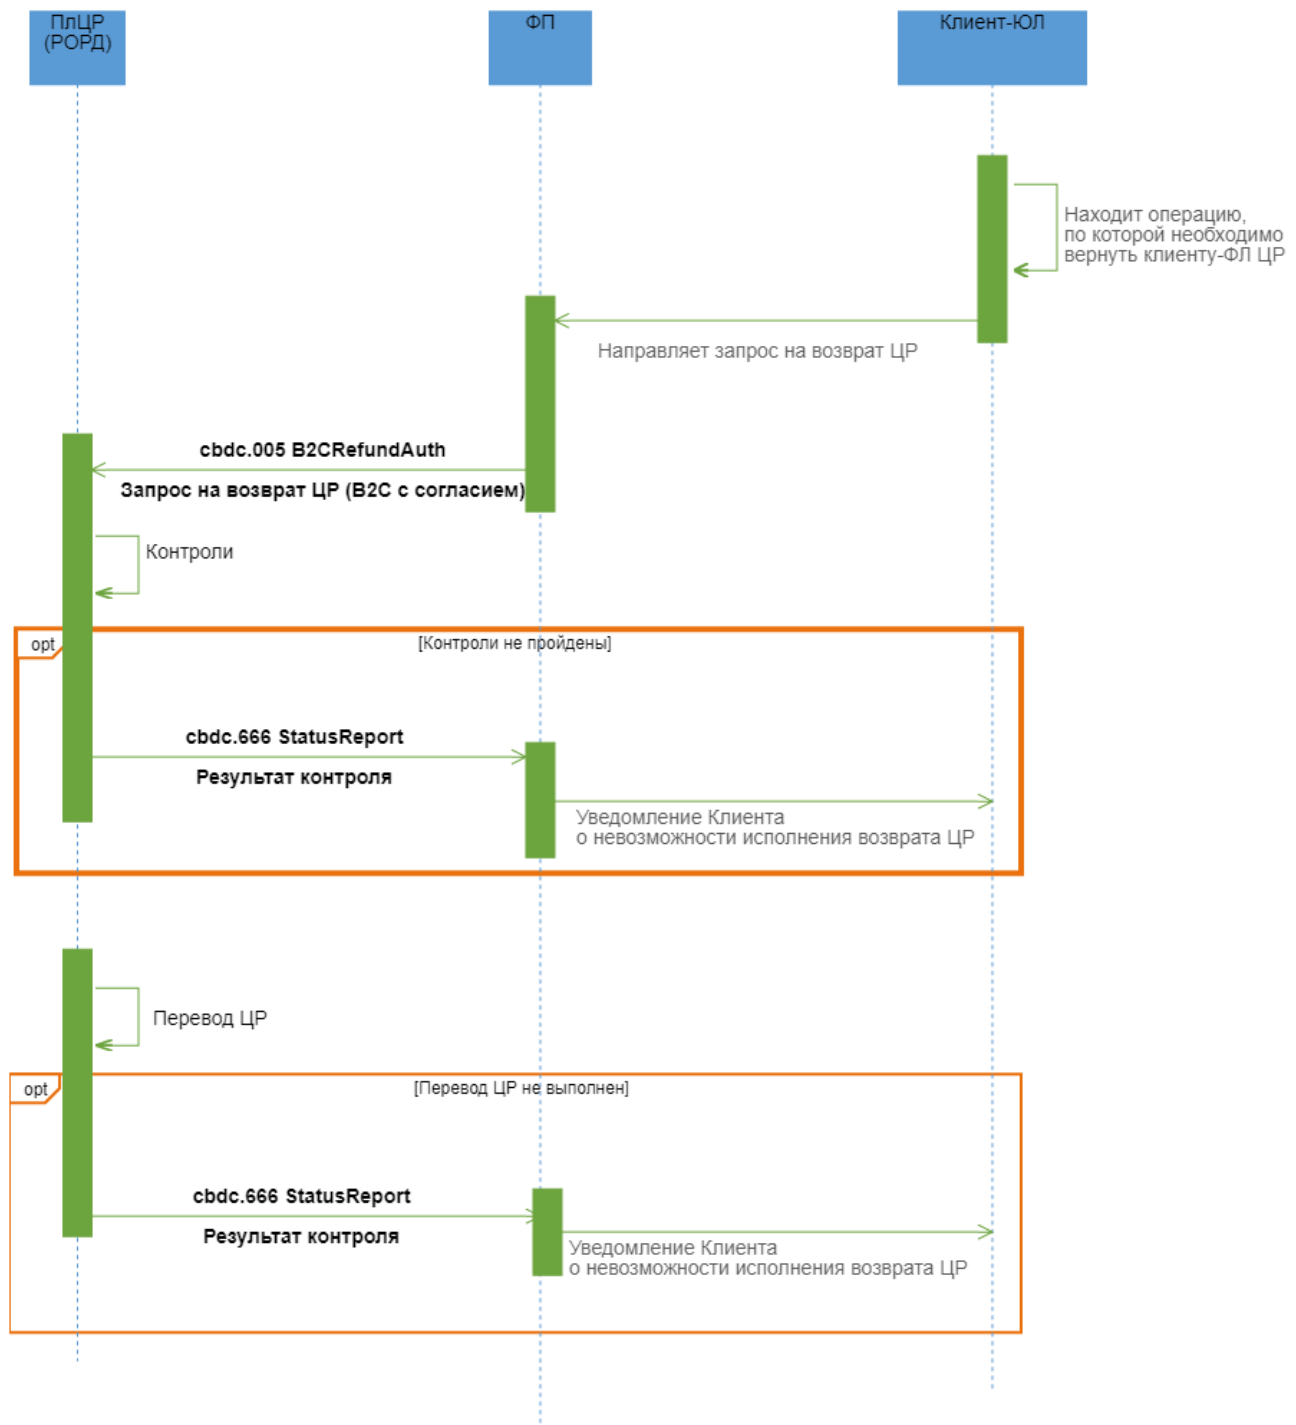 ПлЦР
(РОРД)
ФП
Клиент-ЮЛ
Находит операцию,
по которой необходимо
вернуть клиенту-ФЛ ЦР
Направляет запрос на возврат ЦР
cbdc.005 B2CRefundAuth
Запрос на возврат ЦР (B2C с согласием)
Контроли
opt
[Контроли не пройдены]
cbdc.666 StatusReport
Результат контроля
Уведомление Клиента
о невозможности исполнения возврата ЦР
Перевод ЦР
opt
[Перевод ЦР не выполнен]
cbdc.666 StatusReport
Результат контроля
Уведомление Клиента
о невозможности исполнения возврата ЦР